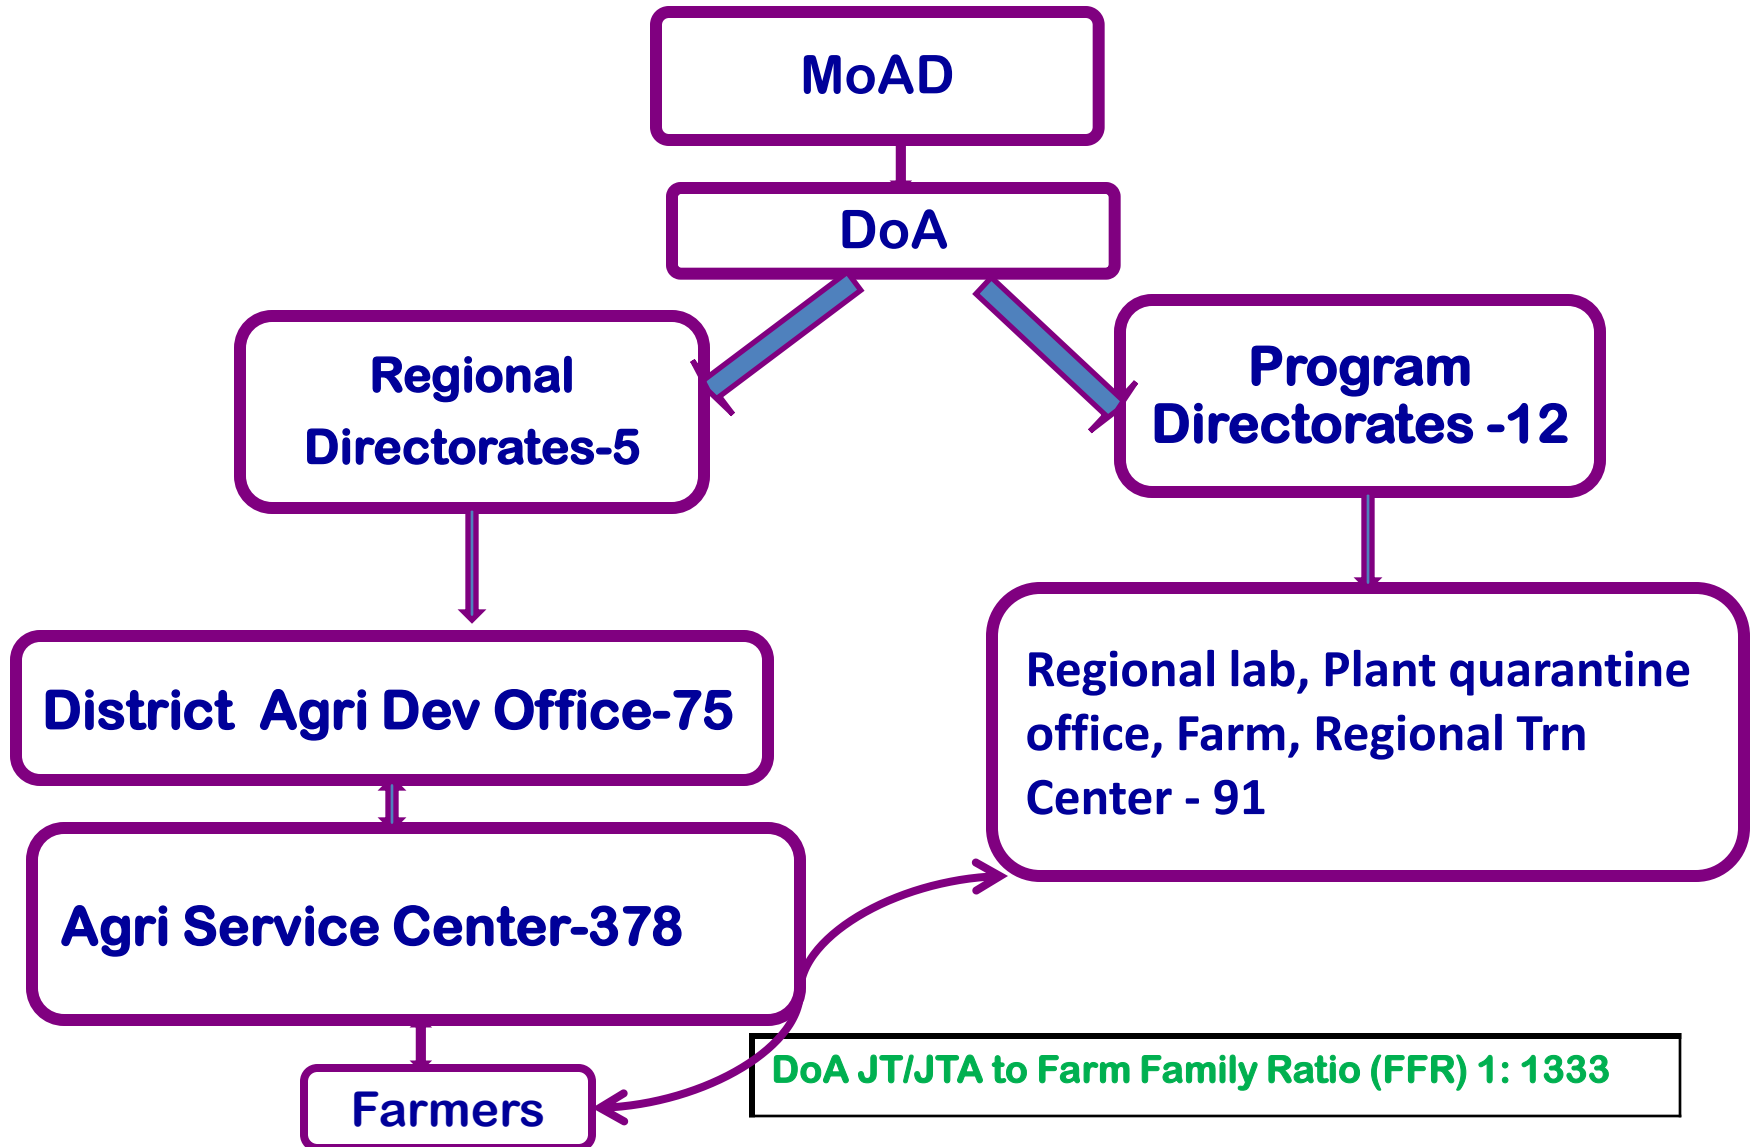 MoAD
DoA
Regional
Directorates-5
Program
Directorates -12
District  Agri Dev Office-75
Regional lab, Plant quarantine
office, Farm, Regional Trn
Center - 91
Agri Service Center-378
DoA JT/JTA to Farm Family Ratio (FFR) 1: 1333
Farmers